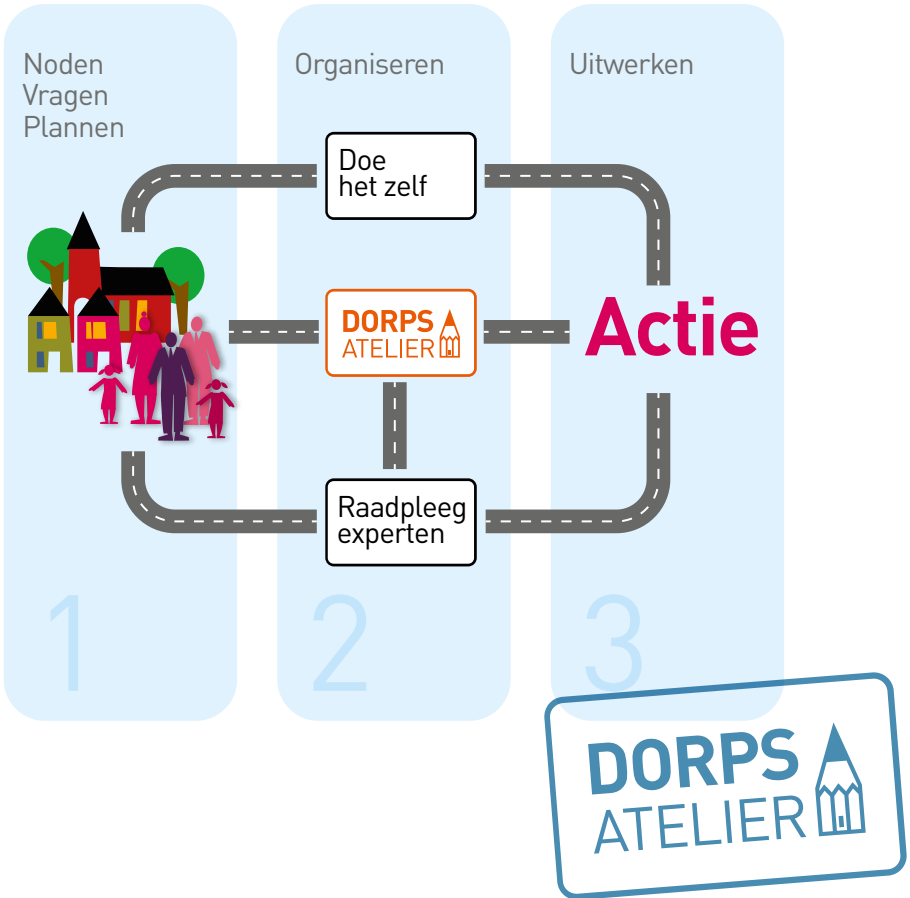 Noden
Vragen
Plannen
Organiseren
Uitwerken
Doe
het zelf
DORPS
ATELIER
Actie
Raadpleeg
experten
1
2
3
DORPS
ATELIER